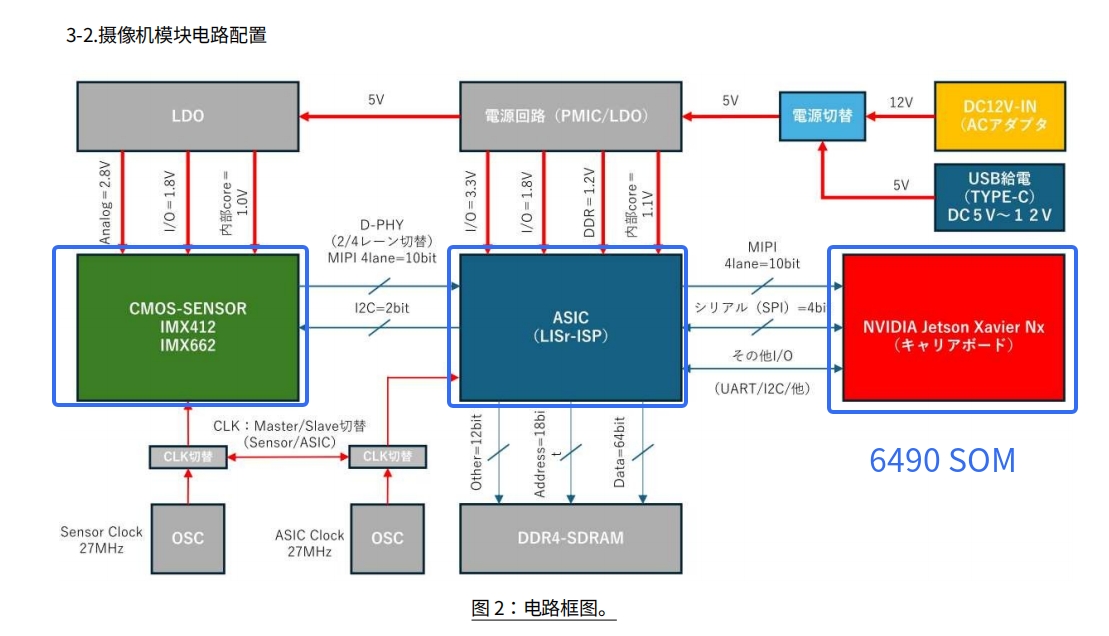 3-2.摄像机模块电路配置
LDO
5V
電源回路（PMIC/LDO）
5V
電源切替
12V
DC12V-IN
（ACアダプタ
5V
USB給電
（TYPE-C）
DC５V～１２V
Analog＝2.8V
I/O＝1.8V
内部core＝
1.0V
I/O＝3.3V
I/O＝1.8V
DDR＝1.2V
内部core＝
1.1V
D-PHY
（2/4レーン切替）
MIPI 4lane=10bit
I2C=2bit
MIPI
4lane=10bit
シリアル（SPI）=4bi
その他I/O
（UART/I2C/他）
CMOS-SENSOR
IMX412
IMX662
ASIC
（LISr-ISP）
NVIDIA Jetson Xavier Nx
（キャリアボード）
6490 SOM
CLK：Master/Slave切替
（Sensor/ASIC）
CLK切替
CLK切替
Other=12bit
Address=18bi
t
Data=64bit
Sensor Clock
27MHz
OSC
ASIC Clock
27MHz
OSC
DDR4-SDRAM
图 2：电路框图。